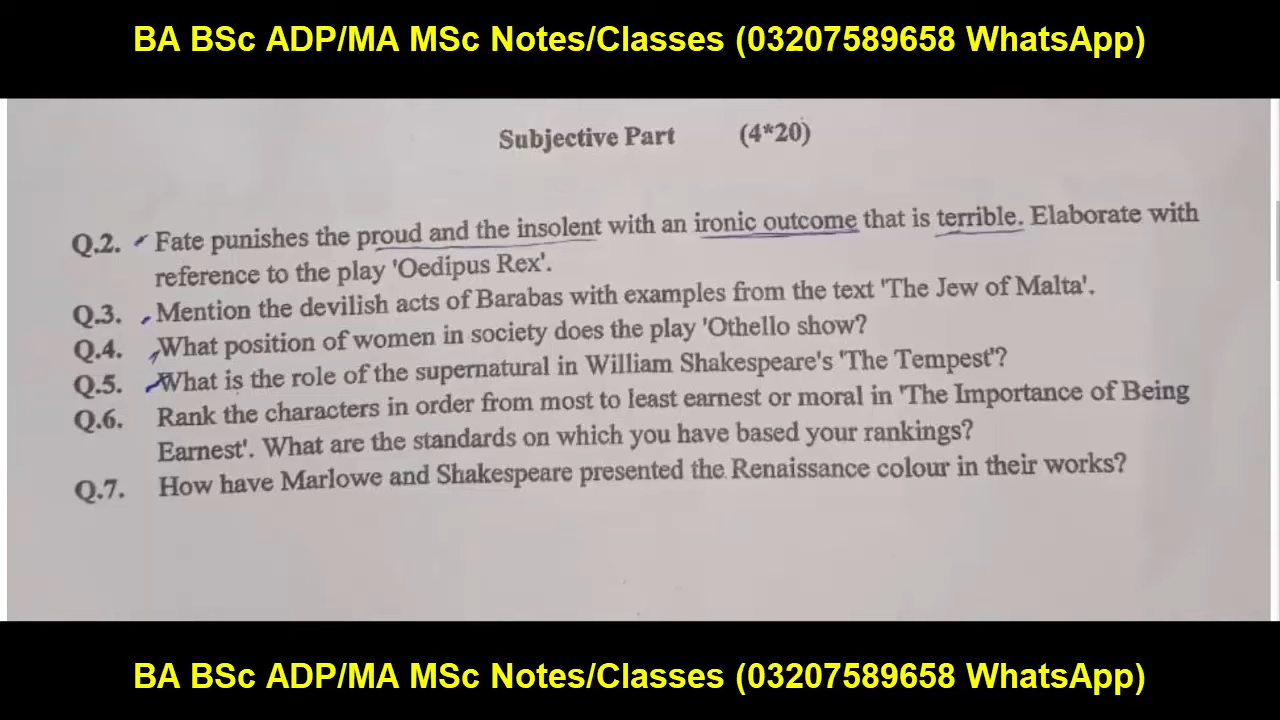 BA BSc ADP/MA MSc Notes/Classes (03207589658 WhatsApp)
Subjective Part (4*20)
Q.2. Fate punishes the proud and the insolent with an ironic outcome that is terrible. Elaborate with
reference to the play 'Oedipus Rex'.
Q.3. Mention the devilish acts of Barabas with examples from the text 'The Jew of Malta'.
Q.4. What position of women in society does the play 'Othello show?
Q.5. What is the role of the supernatural in William Shakespeare's 'The Tempest'?
Q.6. Rank the characters in order from most to least earnest or moral in 'The Importance of Being
Earnest'. What are the standards on which you have based your rankings?
Q.7. How have Marlowe and Shakespeare presented the Renaissance colour in their works?
BA BSc ADP/MA MSc Notes/Classes (03207589658 WhatsApp)